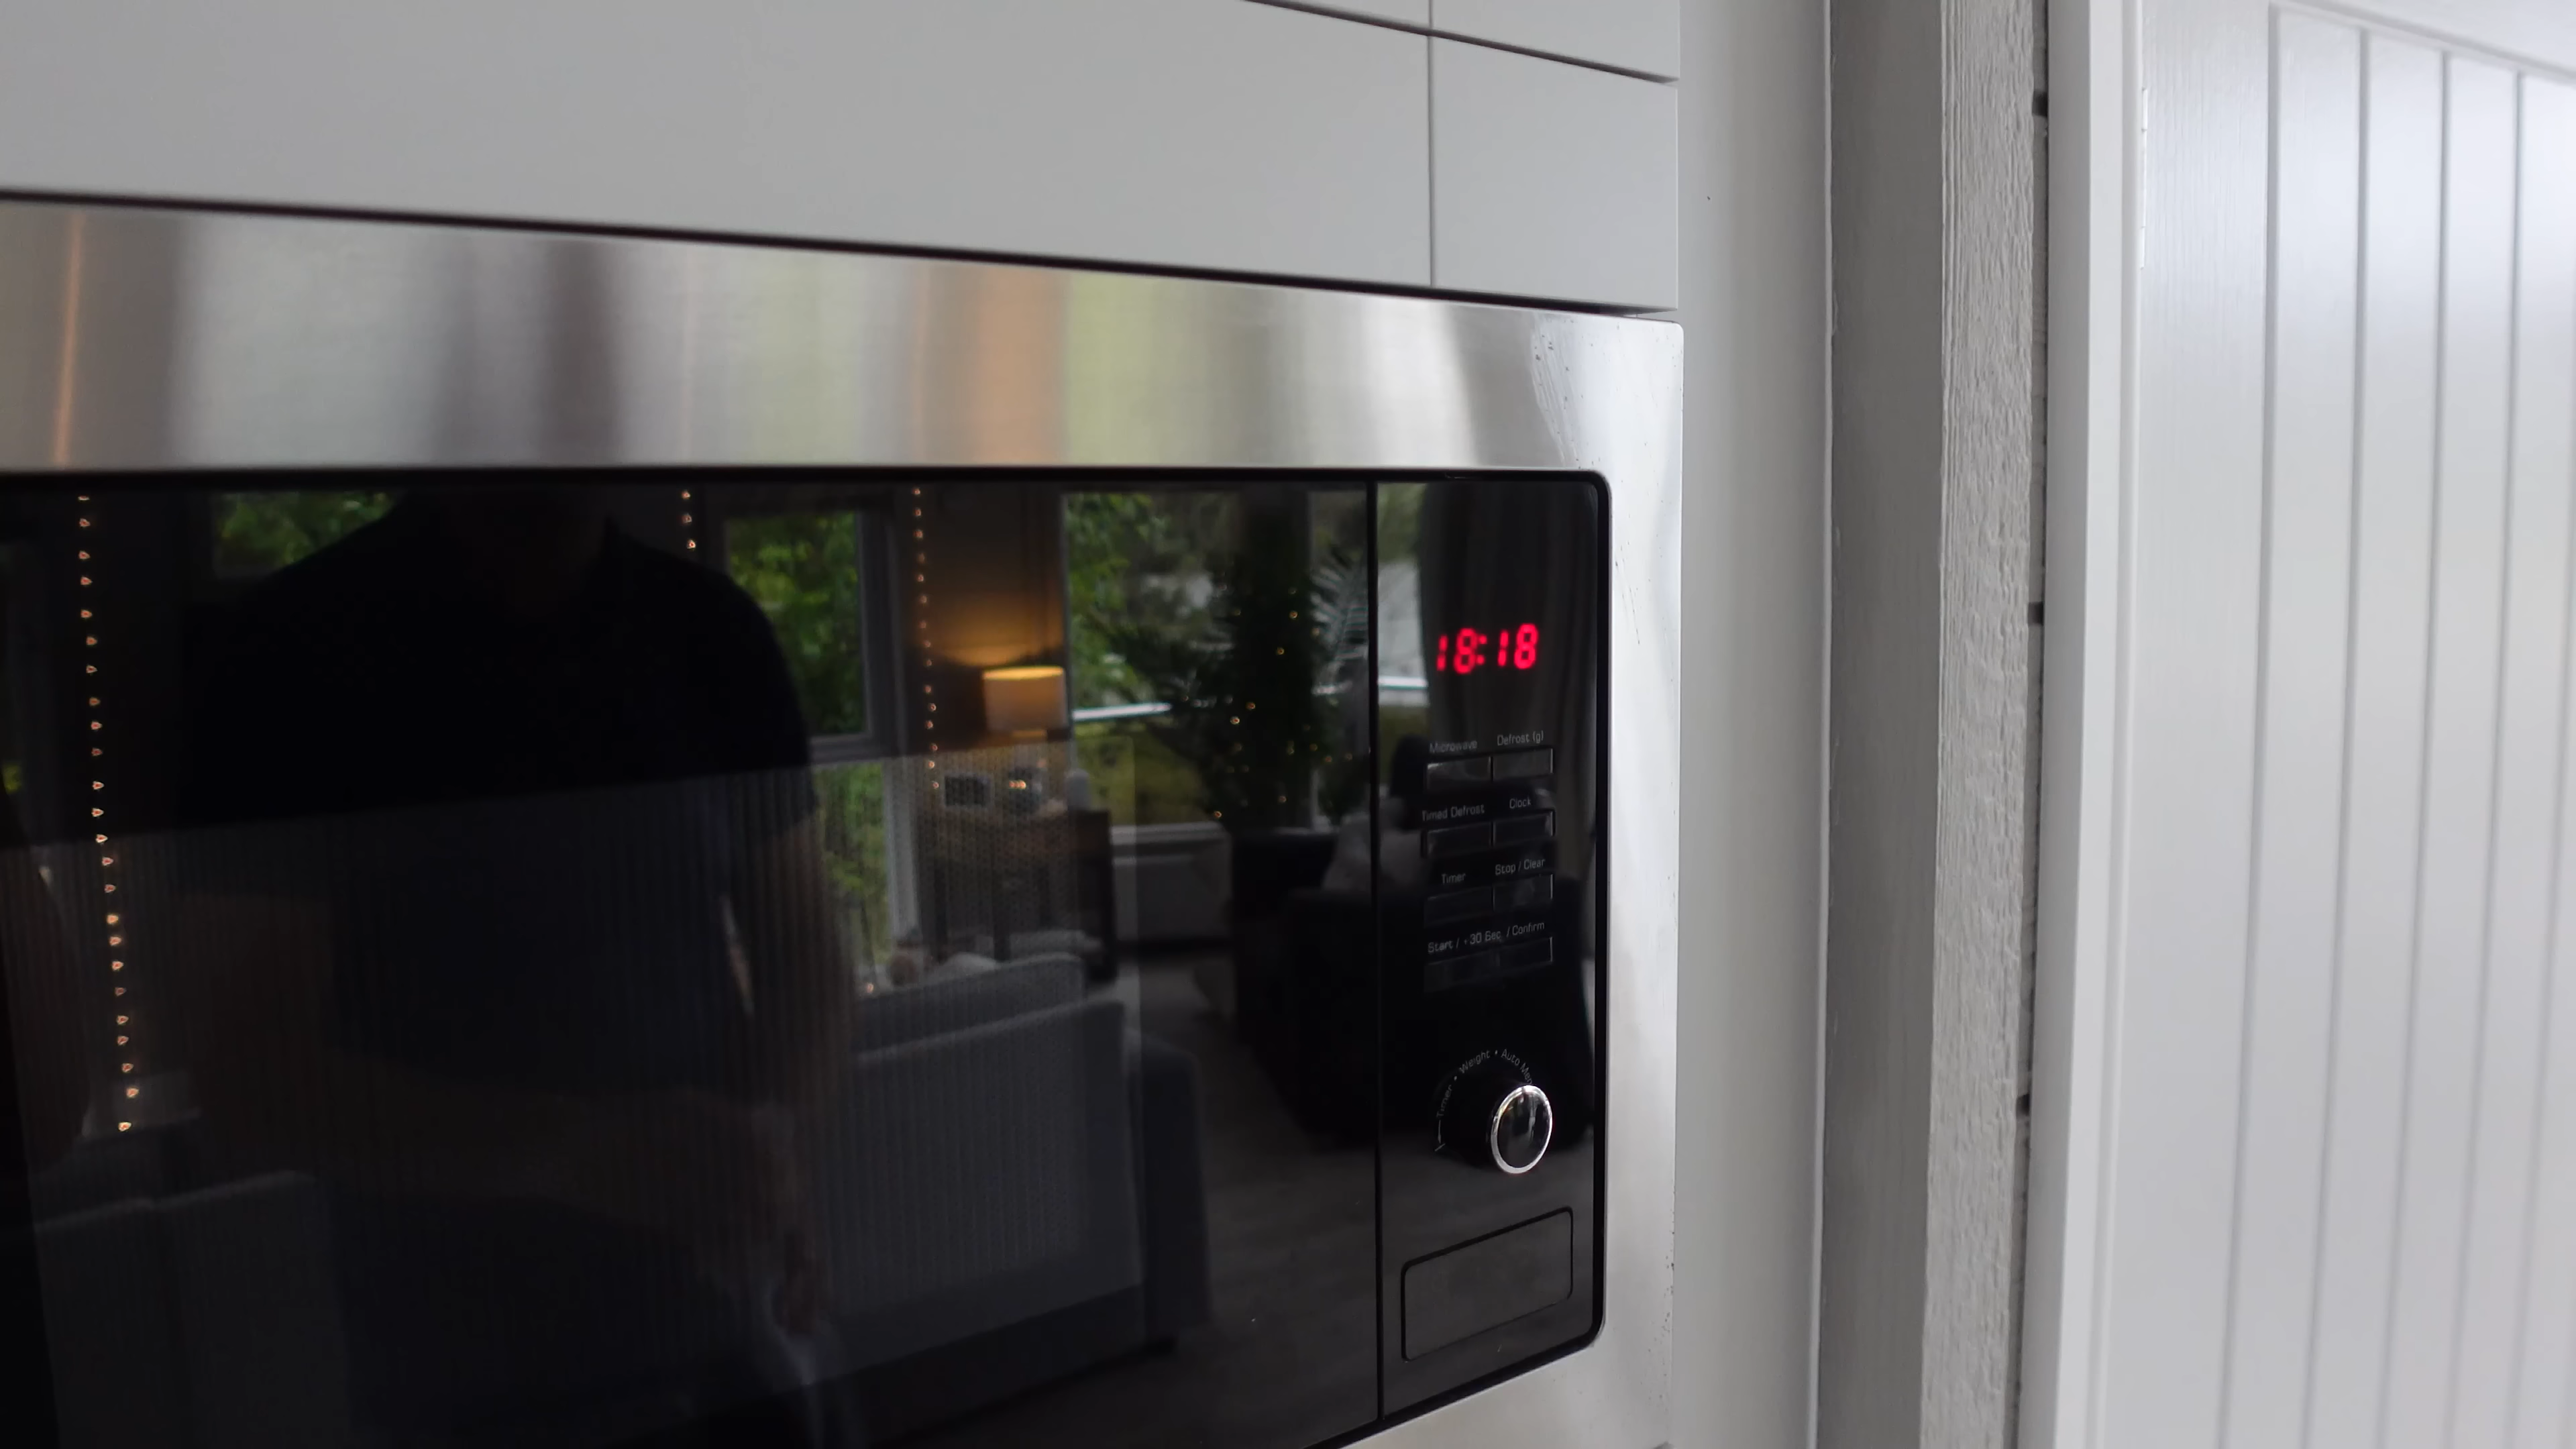 18:18
Microwave Defrost (g)
Timed Defrost Clock
Timer Stop / Clear
Start / +30 Sec. / Confirm
Timer • Weight • Auto Menu